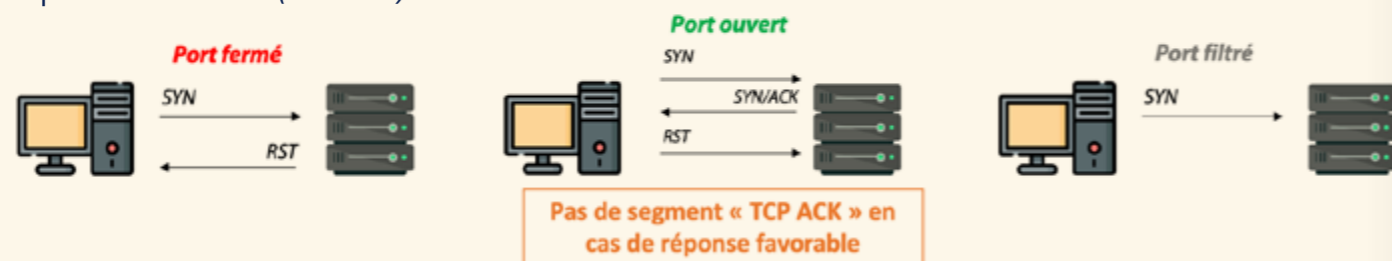 Port fermé
SYN
RST
Port ouvert
SYN
SYN/ACK
RST
Pas de segment « TCP ACK » en
cas de réponse favorable
Port filtré
SYN